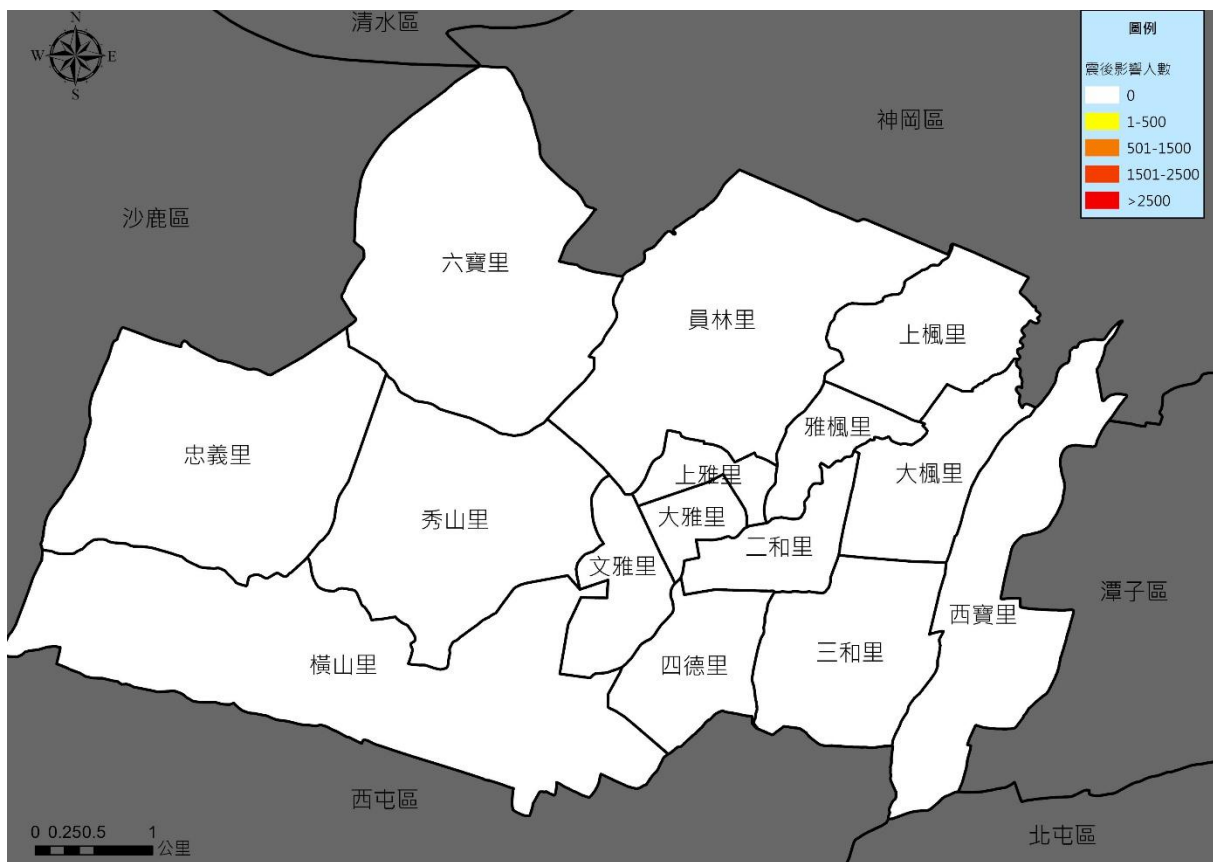 清水區
N
W
E
S
圖例
震後影響人數
0
1-500
501-1500
1501-2500
>2500
神岡區
沙鹿區
六寶里
員林里
上楓里
雅楓里
忠義里
上雅里
大楓里
秀山里
大雅里
二和里
文雅里
潭子區
西寶里
橫山里
四德里
三和里
西屯區
北屯區
0 0.250.5 1
公里